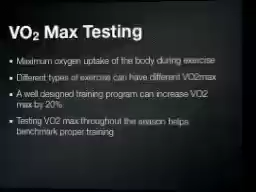 VO₂ Max Testing
• Maximum oxygen uptake of the body during exercise
• Different types of exercise can have different VO2max
• A well designed training program can increase VO2
max by 20%
• Testing VO2 max throughout the season helps
benchmark proper training